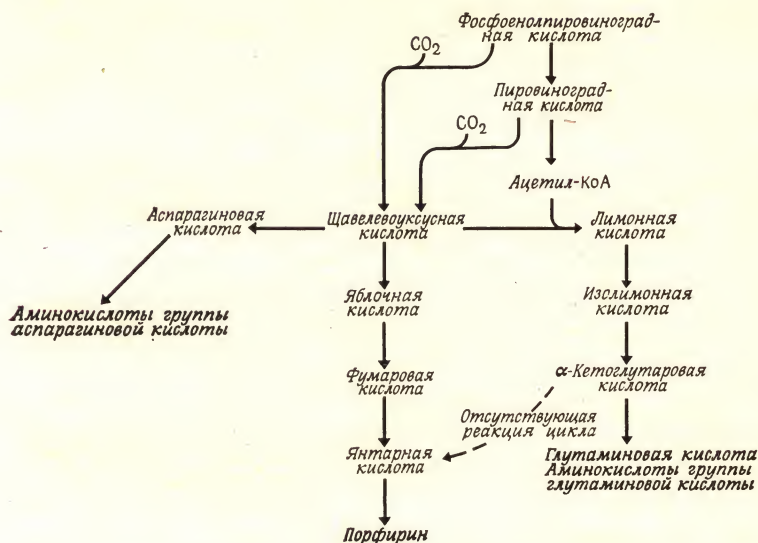 Фосфоенолпировиноград-
ная кислота
CO2
Пировиноград-
ная кислота
CO2
Ацетил-КоА
Аспарагиновая
кислота
Щавелевоуксусная
кислота
Лимонная
кислота
Аминокислоты группы
аспарагиновой кислоты
Яблочная
кислота
Изолимонная
кислота
Фумаровая
кислота
α-Кетоглутаровая
кислота
Отсутствующая
реакция цикла
Янтарная
кислота
Глутаминовая кислота
Аминокислоты группы
глутаминовой кислоты
Порфирин